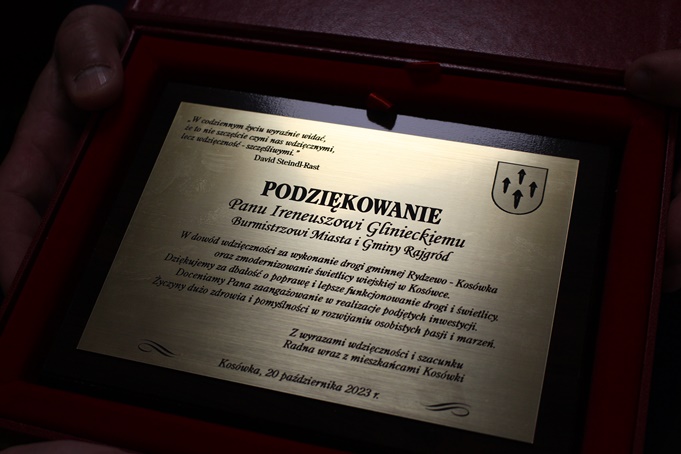 „W codziennym życiu wyraźnie widać,
że to nie szczęście czyni nas wdzięcznymi,
lecz wdzięczność - szczęśliwymi."
David Steindl-Rast
PODZIĘKOWANIE
Panu Ireneuszowi Glinieckiemu
Burmistrzowi Miasta i Gminy Rajgród
W dowód wdzięczności za wykonanie drogi gminnej Rydzewo - Kosówka
oraz zmodernizowanie świetlicy wiejskiej w Kosówce.
Dziękujemy za dbałość o poprawę i lepsze funkcjonowanie drogi i świetlicy.
Doceniamy Pana zaangażowanie w realizacje podjętych inwestycji.
Życzymy dużo zdrowia i pomyślności w rozwijaniu osobistych pasji i marzeń.
Z wyrazami wdzięczności i szacunku
Radna wraz z mieszkańcami Kosówki
Kosówka, 20 października 2023 r.